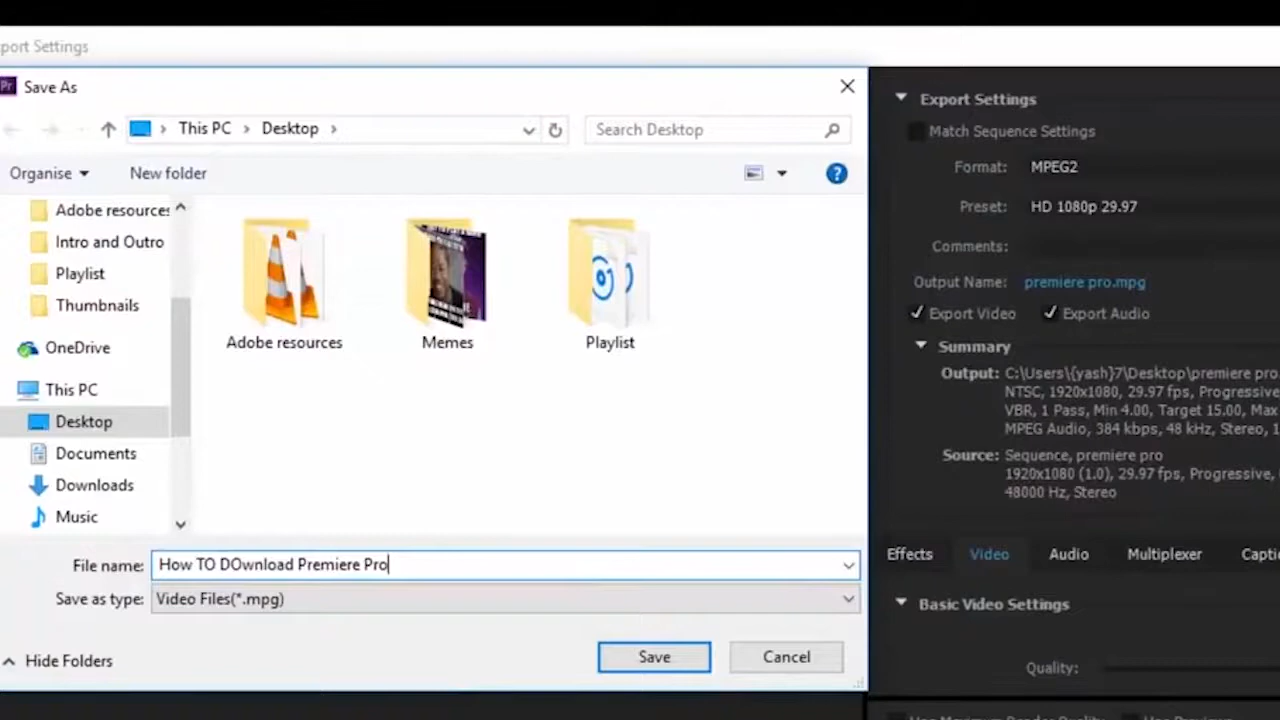 port Settings
Pr Save As
This PC Desktop
Search Desktop
Organise New folder
Adobe resources
Intro and Outro
Playlist
Thumbnails
OneDrive
This PC
Desktop
Documents
Downloads
Music
Adobe resources Memes Playlist
File name: How TO DOwnload Premiere Pro
Save as type: Video Files(*.mpg)
Hide Folders
Save Cancel
Export Settings
Match Sequence Settings
Format: MPEG2
Preset: HD 1080p 29.97
Comments:
Output Name: premiere pro.mpg
Export Video Export Audio
Summary
Output: C:\Users\{yash}7\Desktop\premiere pro.
NTSC, 1920x1080, 29.97 fps, Progressive
VBR, 1 Pass, Min 4.00, Target 15.00, Max
MPEG Audio, 384 kbps, 48 kHz, Stereo, 1
Source: Sequence, premiere pro
1920x1080 (1.0), 29.97 fps, Progressive,
48000 Hz, Stereo
Effects Video Audio Multiplexer Capti
Basic Video Settings
Quality: